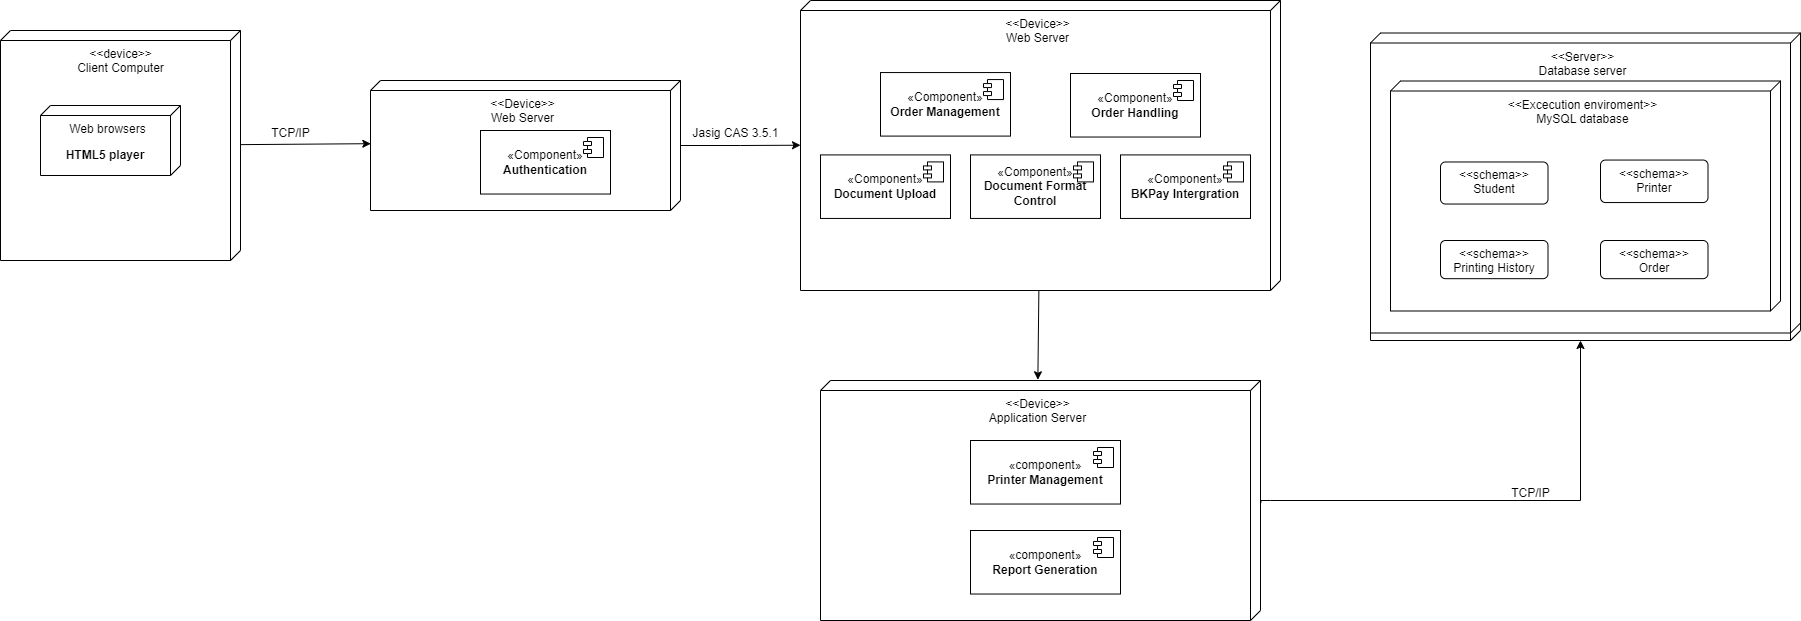 <<device>>
Client Computer
Web browsers
HTML5 player
TCP/IP
<<Device>>
Web Server
«Component»
Authentication
Jasig CAS 3.5.1
<<Device>>
Web Server
«Component»
Order Management
«Component»
Order Handling
«Component»
Document Upload
«Component»
Document Format
Control
«Component»
BKPay Intergration
<<Server>>
Database server
<<Excecution enviroment>>
MySQL database
<<schema>>
Student
<<schema>>
Printer
<<schema>>
Printing History
<<schema>>
Order
<<Device>>
Application Server
«component»
Printer Management
«component»
Report Generation
TCP/IP